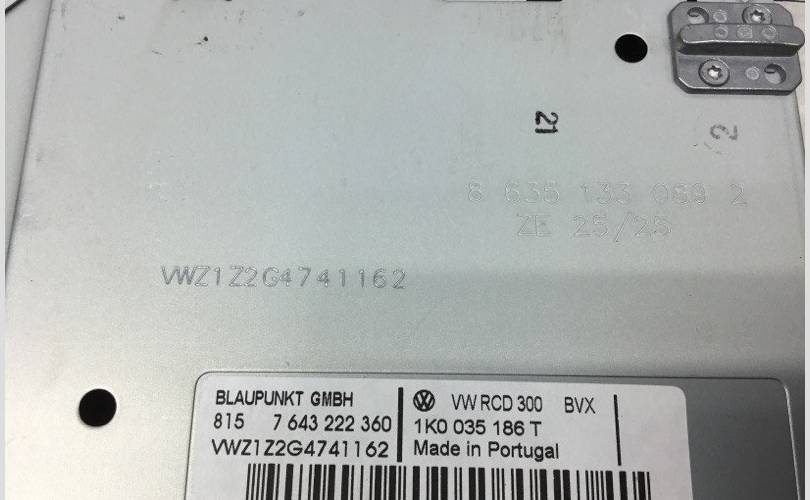 21
8 636 133 089 2
ZE 25/25
VWZ1Z2G4741162
BLAUPUNKT GMBH
815 7 643 222 360
VWZ1Z2G4741162
VW RCD 300 BVX
1K0 035 186 T
Made in Portugal